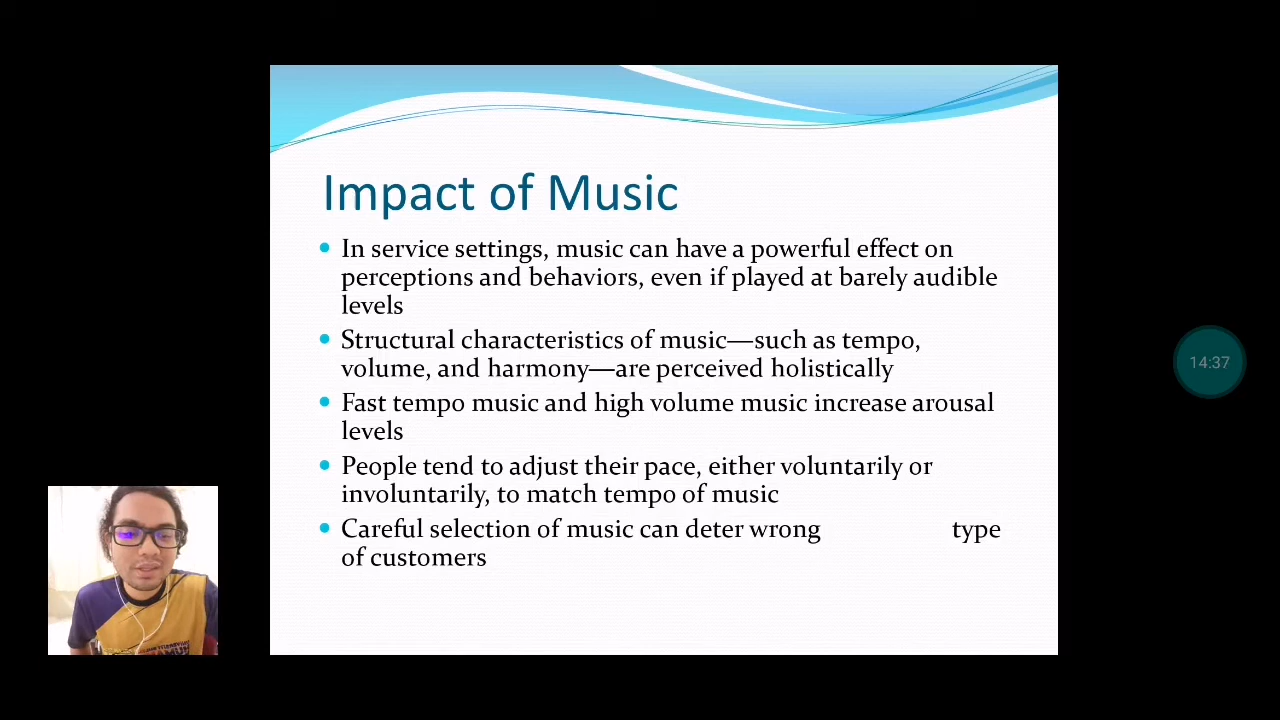 Impact of Music
In service settings, music can have a powerful effect on
perceptions and behaviors, even if played at barely audible
levels
Structural characteristics of music—such as tempo,
volume, and harmony—are perceived holistically
Fast tempo music and high volume music increase arousal
levels
People tend to adjust their pace, either voluntarily or
involuntarily, to match tempo of music
Careful selection of music can deter wrong type
of customers
14:37